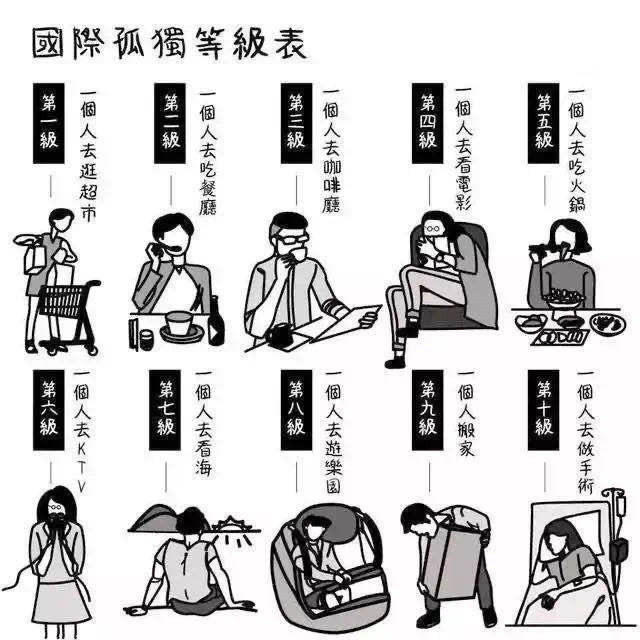 國際孤獨等級表
第一級
一個人去逛超市
第二級
一個人去吃餐廳
第三級
一個人去咖啡廳
第四級
一個人去看電影
第五級
一個人去吃火鍋
第六級
一個人去KTV
第七級
一個人去看海
第八級
一個人去遊樂園
第九級
一個人搬家
第十級
一個人去做手術